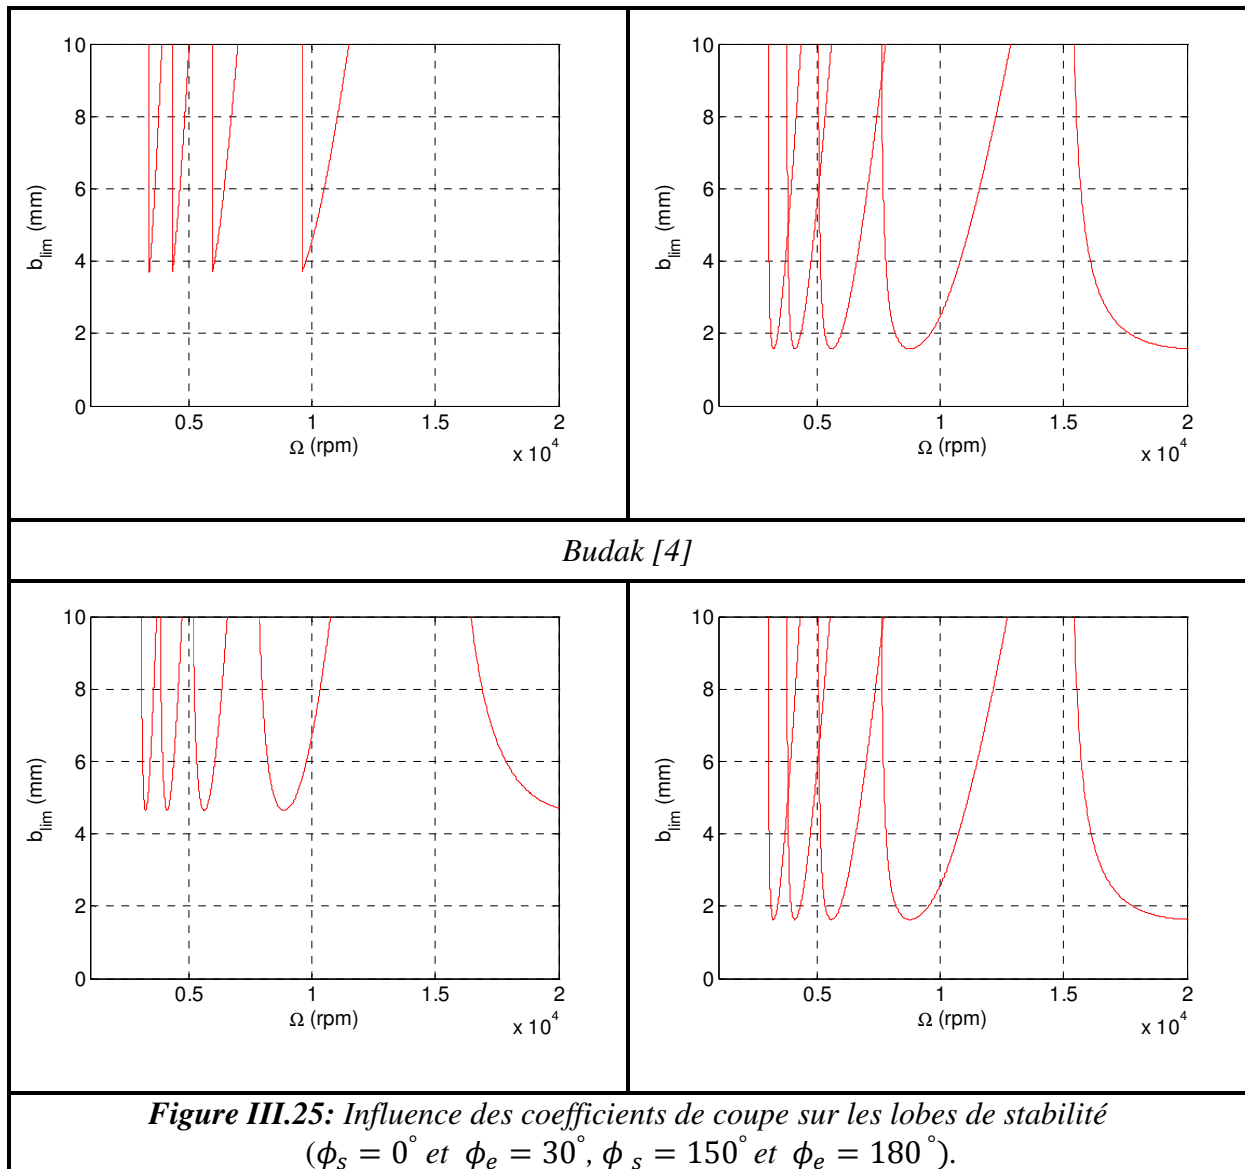 10
8
6
4
2
0
b_lim (mm)
0.5 1 1.5 2
x 10^4
Ω (rpm)
10
8
6
4
2
0
b_lim (mm)
0.5 1 1.5 2
x 10^4
Ω (rpm)
Budak [4]
10
8
6
4
2
0
b_lim (mm)
0.5 1 1.5 2
x 10^4
Ω (rpm)
10
8
6
4
2
0
b_lim (mm)
0.5 1 1.5 2
x 10^4
Ω (rpm)
Figure III.25: Influence des coefficients de coupe sur les lobes de stabilité
(ϕ_s = 0° et ϕ_e = 30°, ϕ_s = 150° et ϕ_e = 180°).